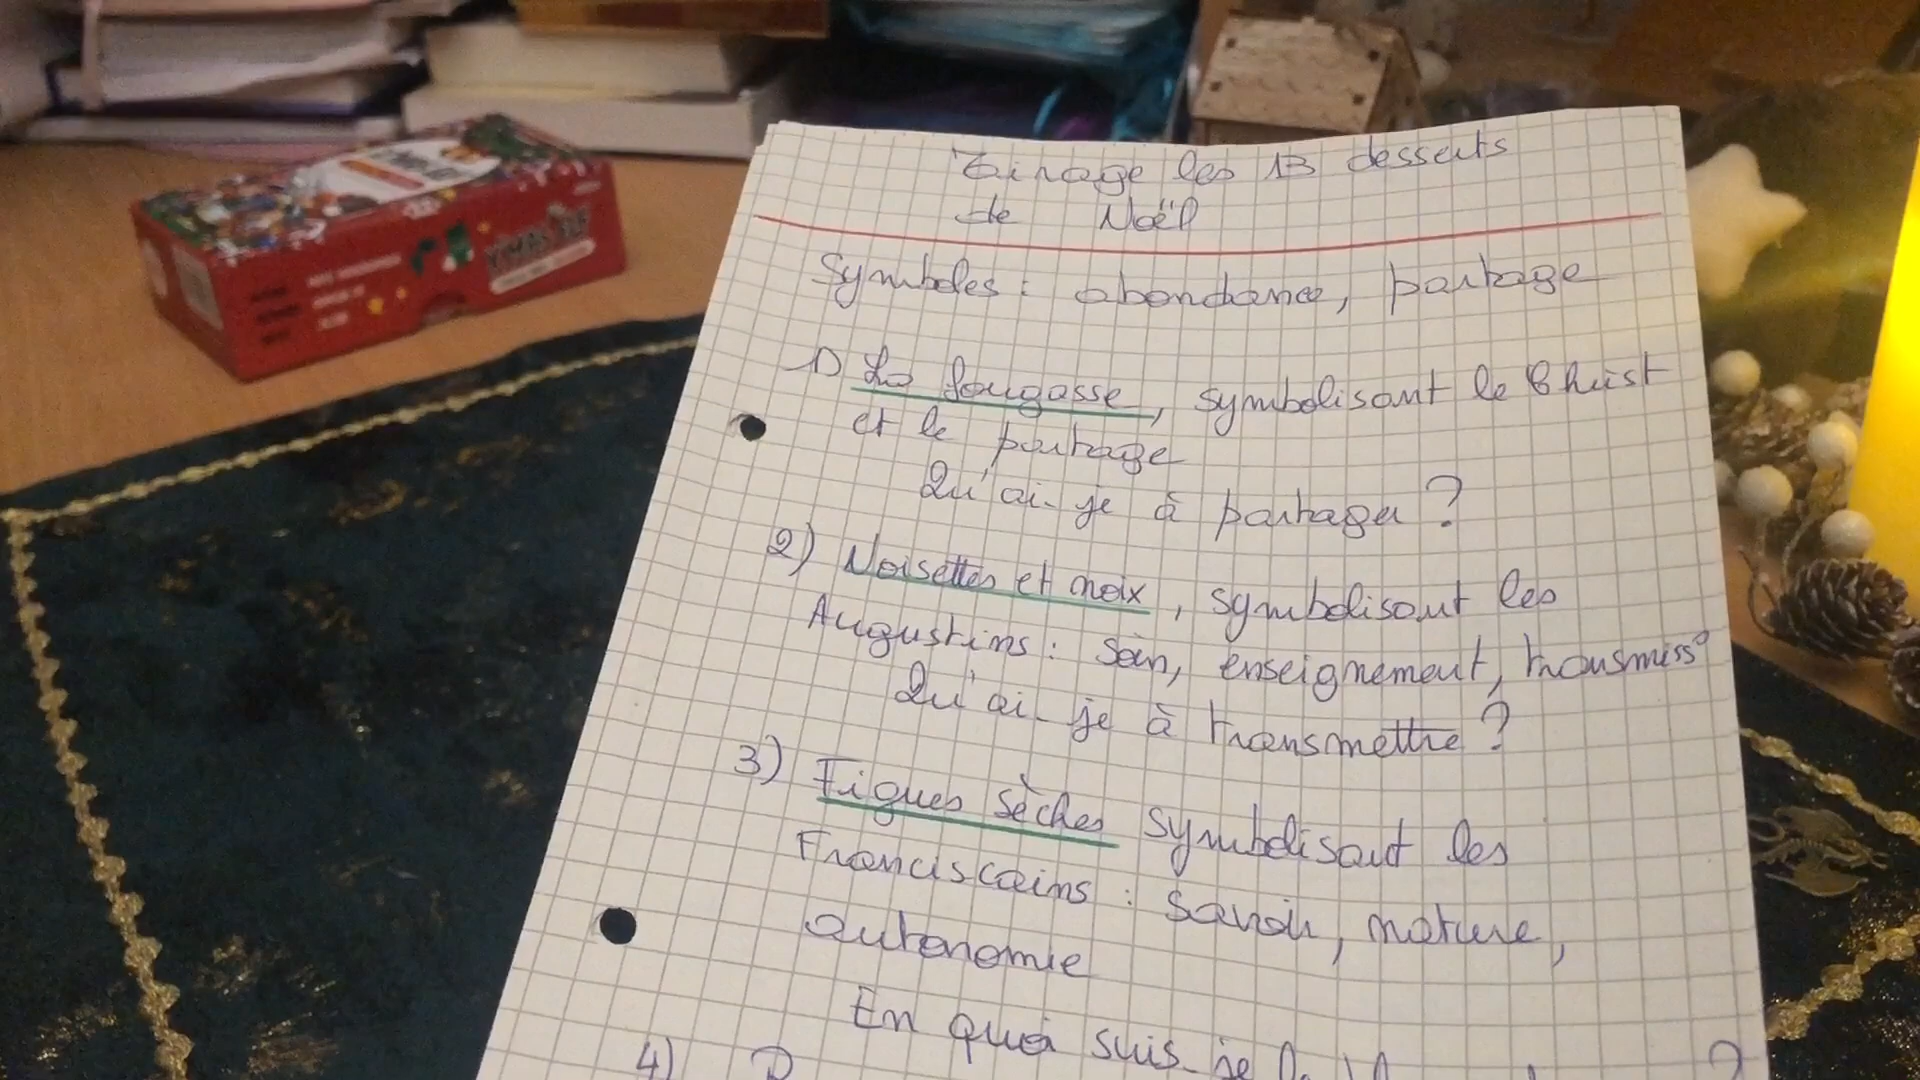 Tirage les 13 desserts
de Noël
Symboles : abondance, partage
1) La fougasse, symbolisant le Christ
et le partage
Qu'ai-je à partager ?
2) Noisettes et noix, symbolisant les
Augustins : soin, enseignement, transmiss°
Qu'ai-je à transmettre ?
3) Figues sèches symbolisant les
Franciscains : savoir, nature,
autonomie
En quoi suis-je
4)